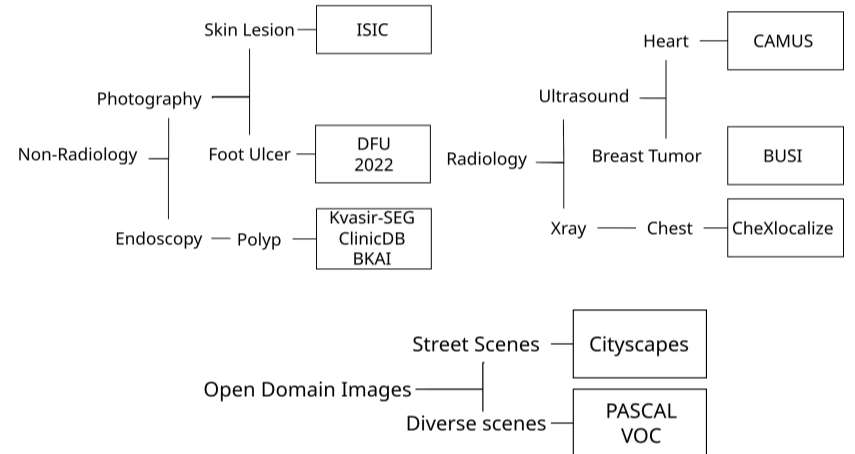 Skin Lesion
ISIC
Photography
Non-Radiology
Foot Ulcer
DFU
2022
Endoscopy
Polyp
Kvasir-SEG
ClinicDB
BKAI
Heart
CAMUS
Ultrasound
Radiology
Breast Tumor
BUSI
Xray
Chest
CheXlocalize
Street Scenes
Cityscapes
Open Domain Images
Diverse scenes
PASCAL
VOC